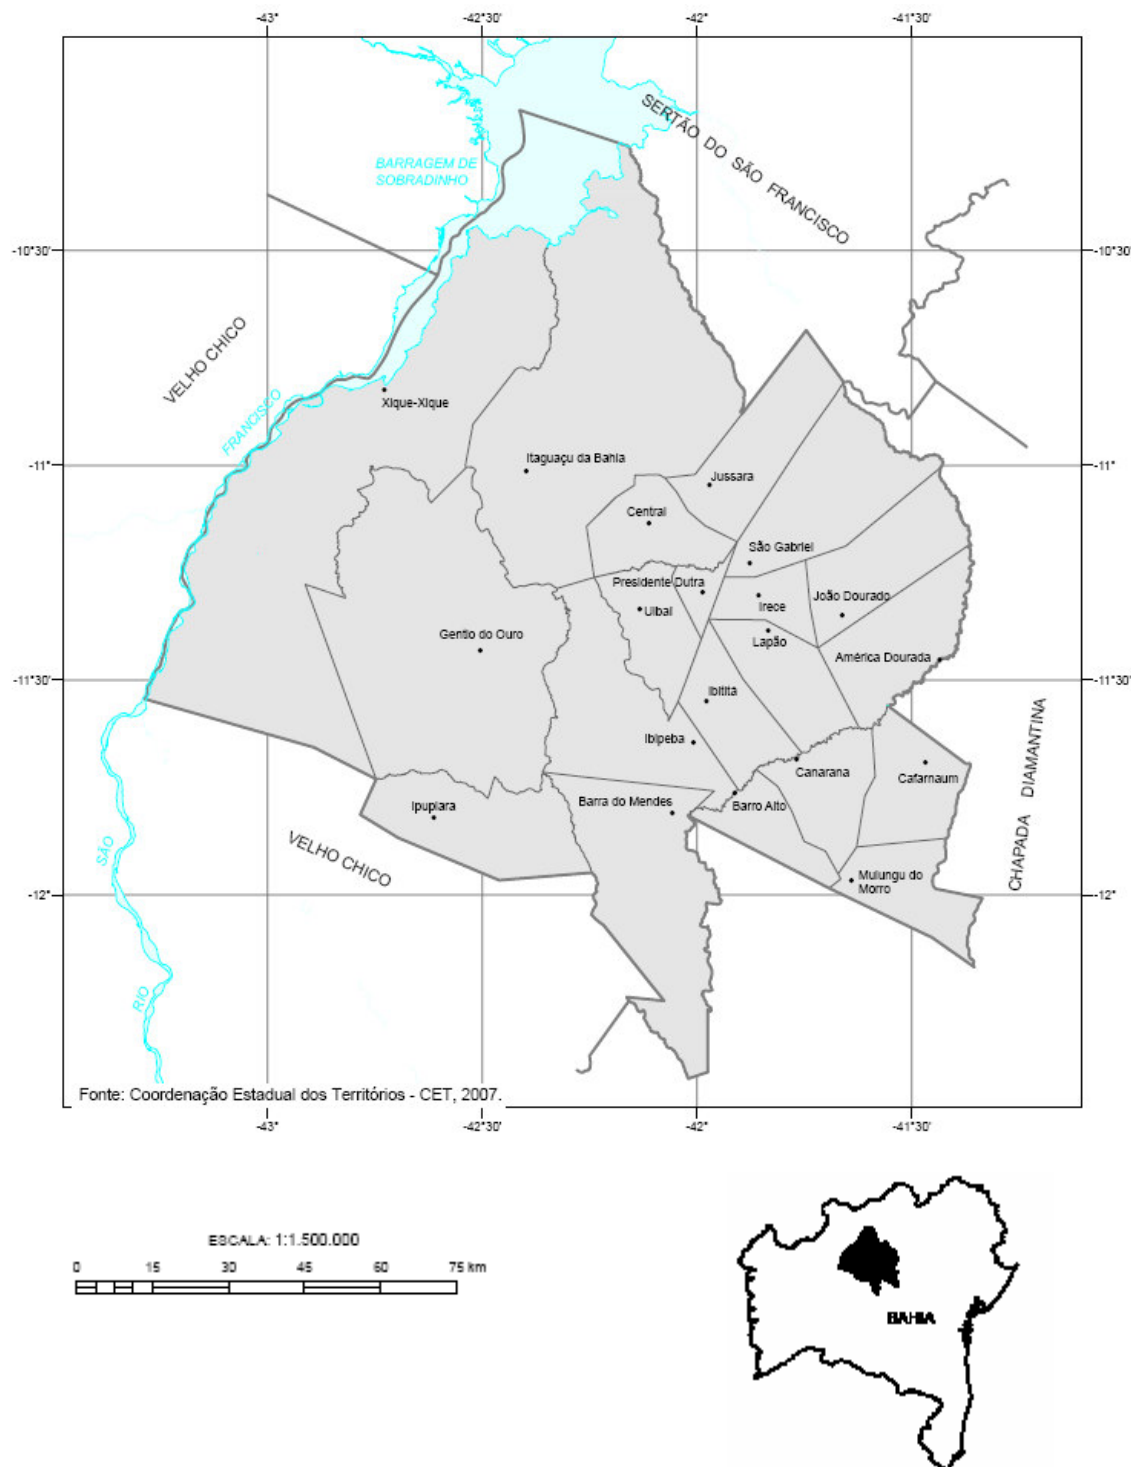 -43°
-42°30'
-42°
-41°30'
SERTÃO DO SÃO FRANCISCO
BARRAGEM DE
SOBRADINHO
-10°30'
-10°30'
VELHO CHICO
FRANCISCO
Xique-Xique
Itaguaçu da Bahia
-11°
-11°
Jussara
Central
São Gabriel
Presidente Dutra
Uibaí
Irece
João Dourado
Gentio do Ouro
Lapão
América Dourada
-11°30'
-11°30'
Ibititá
Ibipeba
Canarana
Cafarnaum
CHAPADA DIAMANTINA
Ipupiara
Barra do Mendes
Barro Alto
VELHO CHICO
SÃO
Mulungu do
Morro
-12°
-12°
RIO
Fonte: Coordenação Estadual dos Territórios - CET, 2007.
-43°
-42°30'
-42°
-41°30'
ESCALA: 1:1.500.000
0 15 30 45 60 75 km
BAHIA